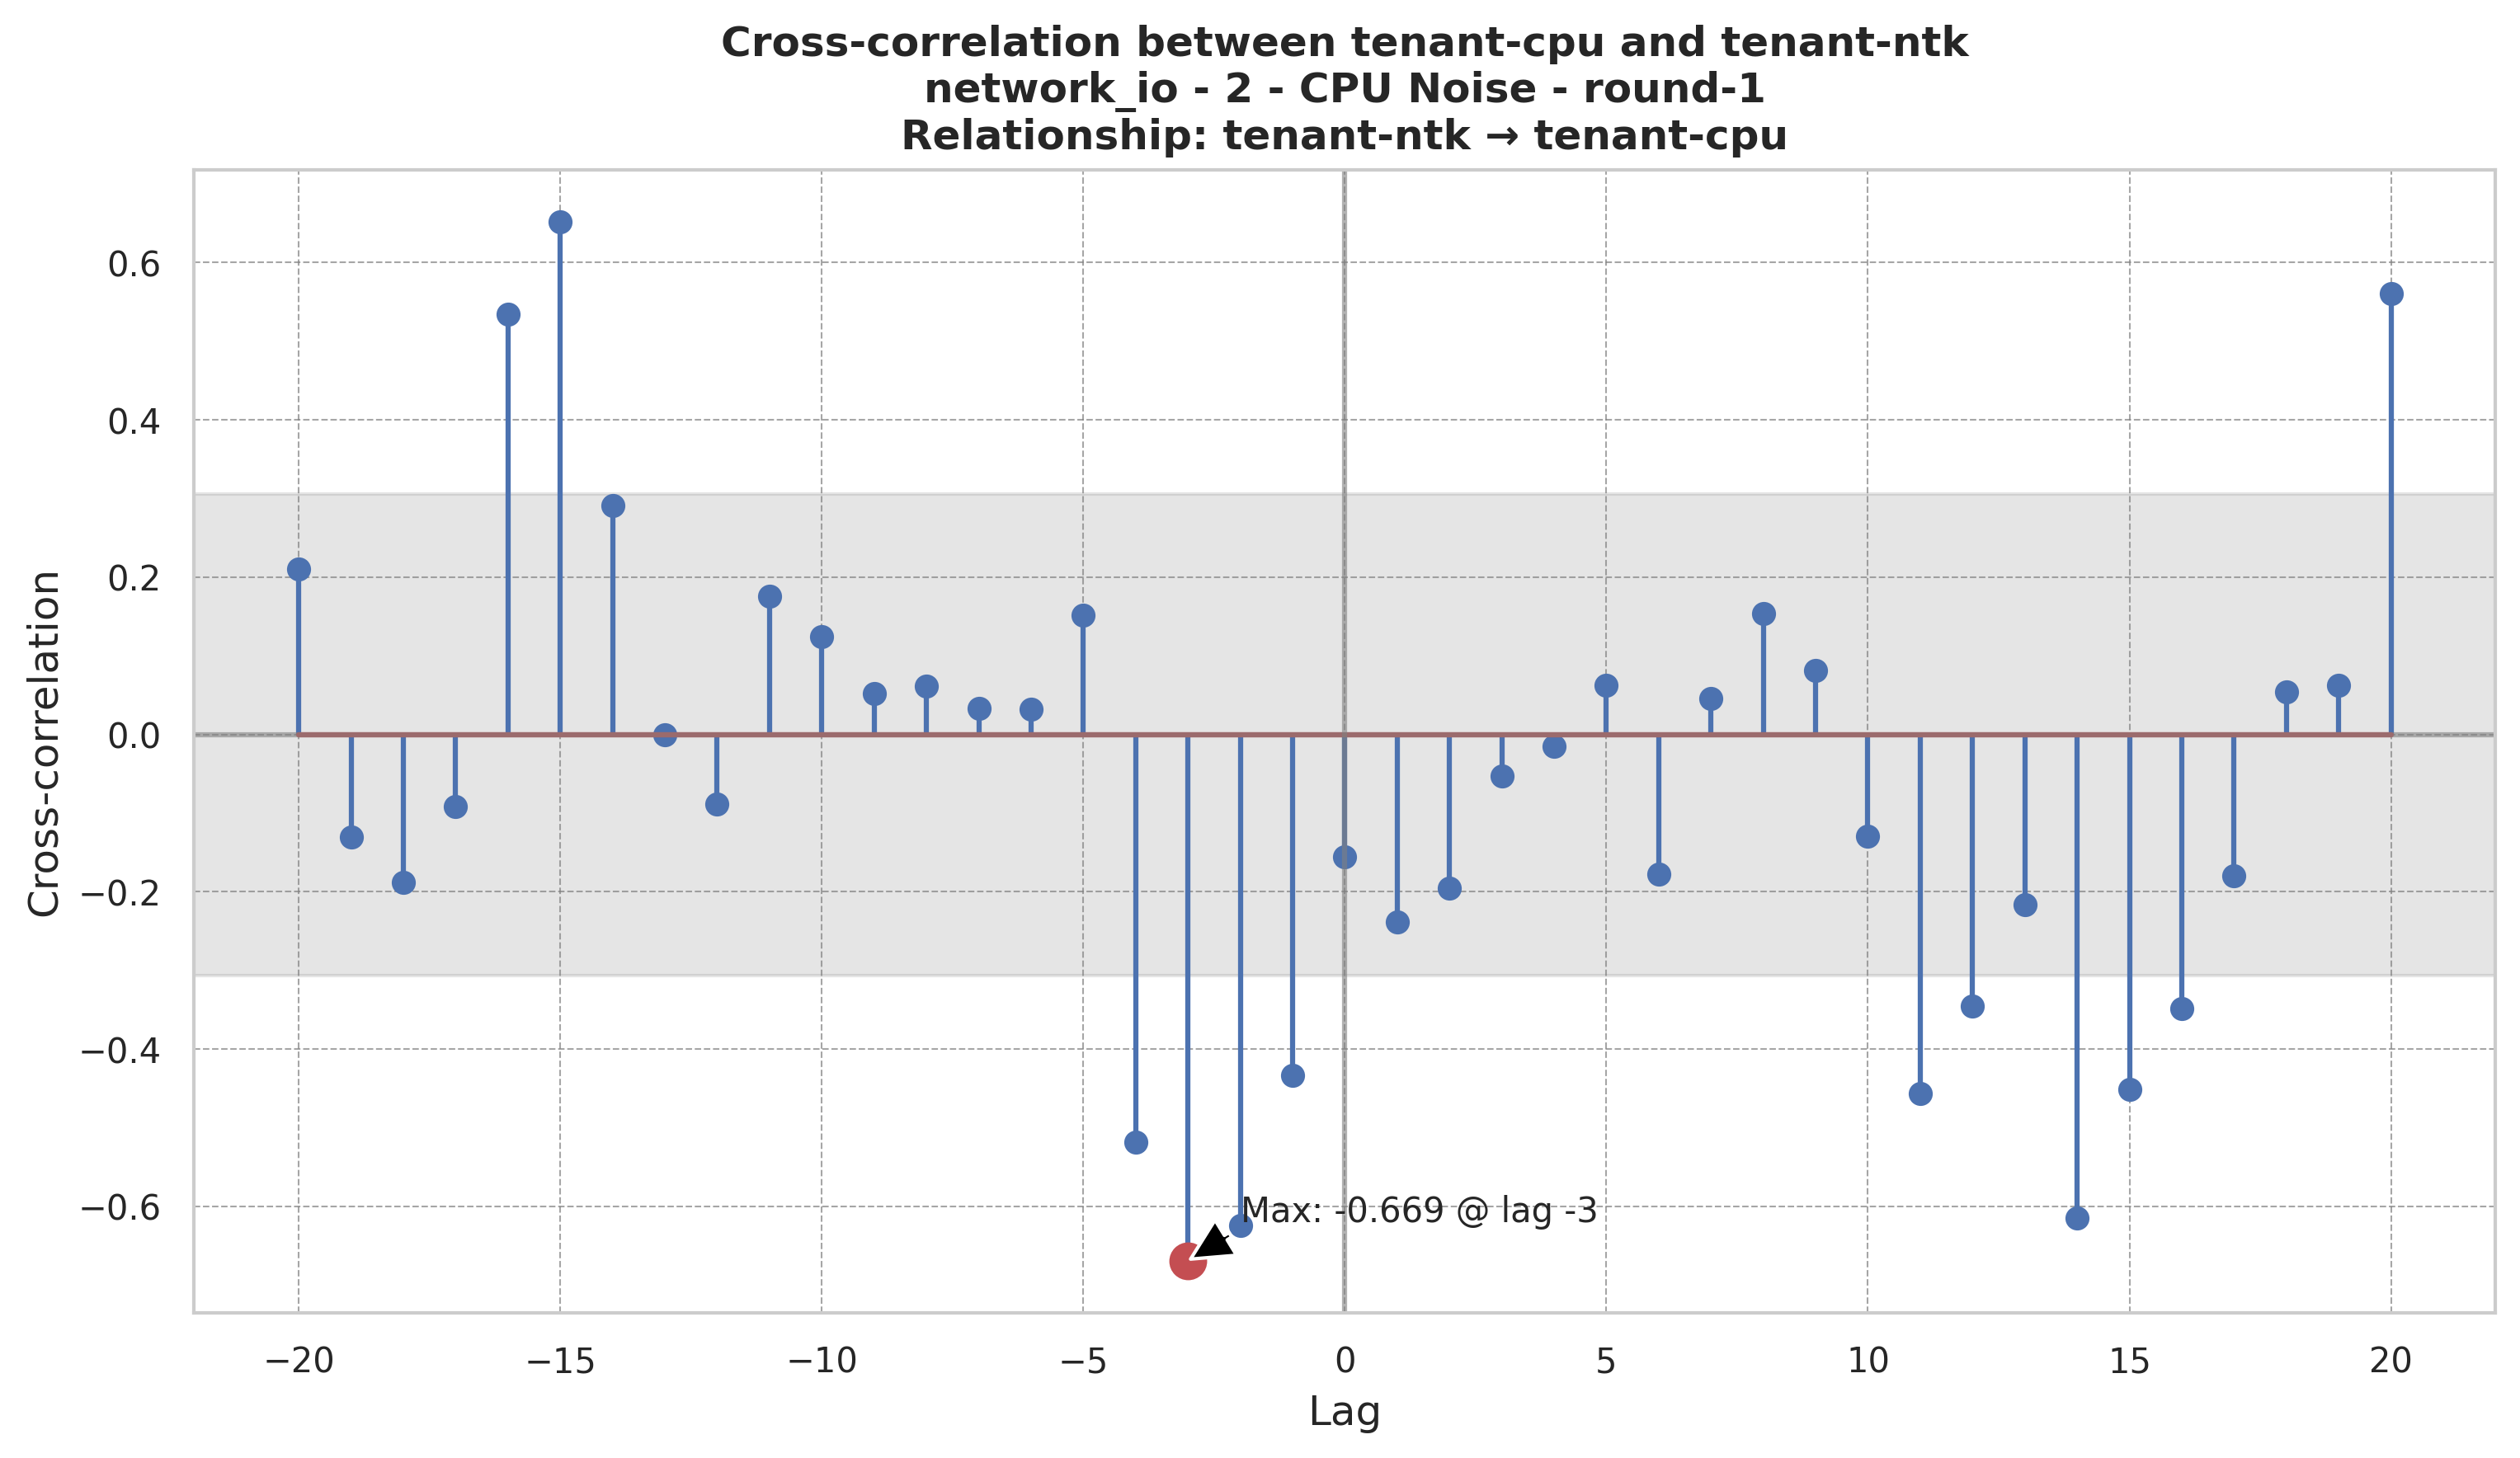 Cross-correlation between tenant-cpu and tenant-ntk
network_io - 2 - CPU Noise - round-1
Relationship: tenant-ntk → tenant-cpu
Cross-correlation
0.6
0.4
0.2
0.0
−0.2
−0.4
−0.6
Max: -0.669 @ lag -3
−20
−15
−10
−5
0
5
10
15
20
Lag